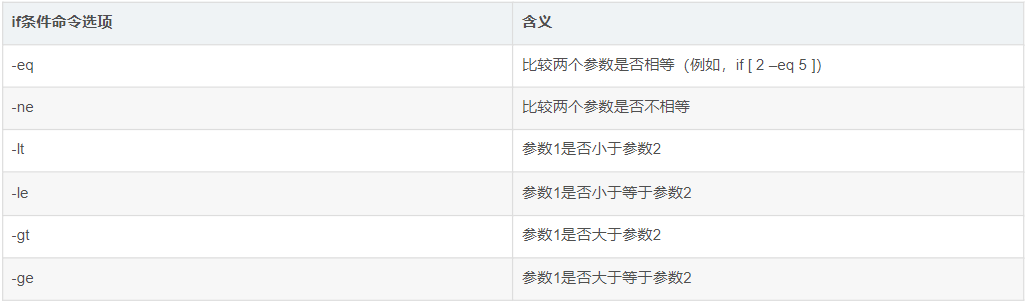 if条件命令选项 含义
-eq 比较两个参数是否相等（例如，if [ 2 –eq 5 ]）
-ne 比较两个参数是否不相等
-lt 参数1是否小于参数2
-le 参数1是否小于等于参数2
-gt 参数1是否大于参数2
-ge 参数1是否大于等于参数2